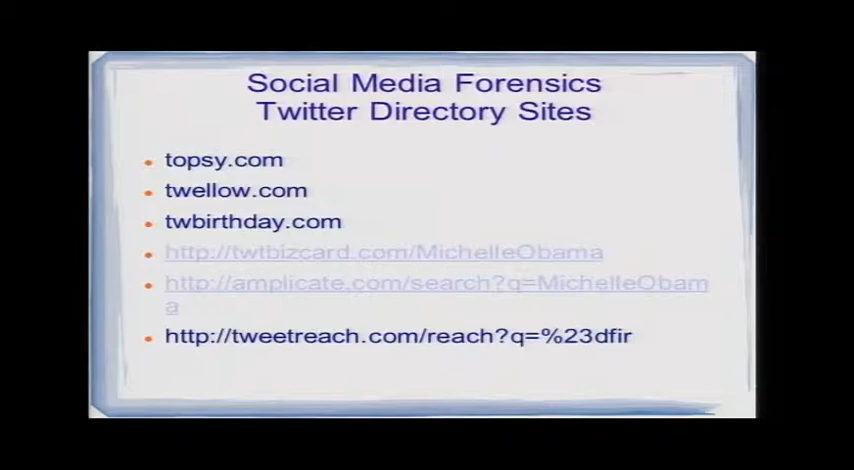 Social Media Forensics
Twitter Directory Sites
topsy.com
twellow.com
twbirthday.com
http://twtbizcard.com/MichelleObama
http://amplicate.com/search?q=MichelleObam
a
http://tweetreach.com/reach?q=%23dfir